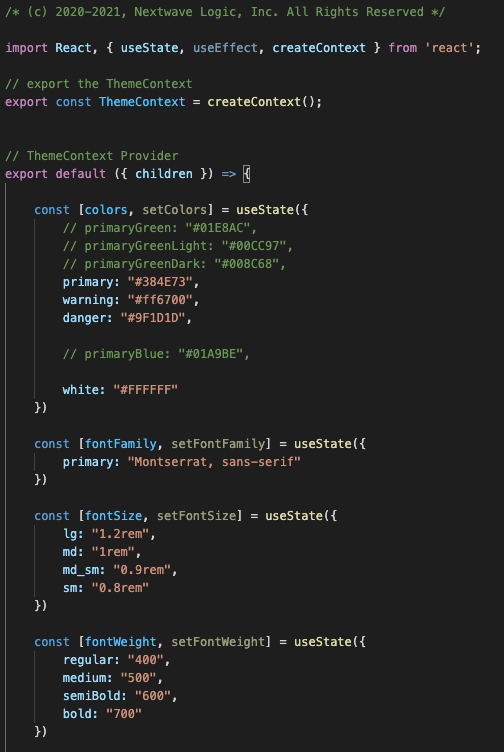 /* (c) 2020-2021, Nextwave Logic, Inc. All Rights Reserved */
import React, { useState, useEffect, createContext } from 'react';
// export the ThemeContext
export const ThemeContext = createContext();
// ThemeContext Provider
export default ({ children }) => {
const [colors, setColors] = useState({
// primaryGreen: "#01E8AC",
// primaryGreenLight: "#00CC97",
// primaryGreenDark: "#008C68",
primary: "#384E73",
warning: "#ff6700",
danger: "#9F1D1D",
// primaryBlue: "#01A9BE",
white: "#FFFFFF"
})
const [fontFamily, setFontFamily] = useState({
primary: "Montserrat, sans-serif"
})
const [fontSize, setFontSize] = useState({
lg: "1.2rem",
md: "1rem",
md_sm: "0.9rem",
sm: "0.8rem"
})
const [fontWeight, setFontWeight] = useState({
regular: "400",
medium: "500",
semiBold: "600",
bold: "700"
})